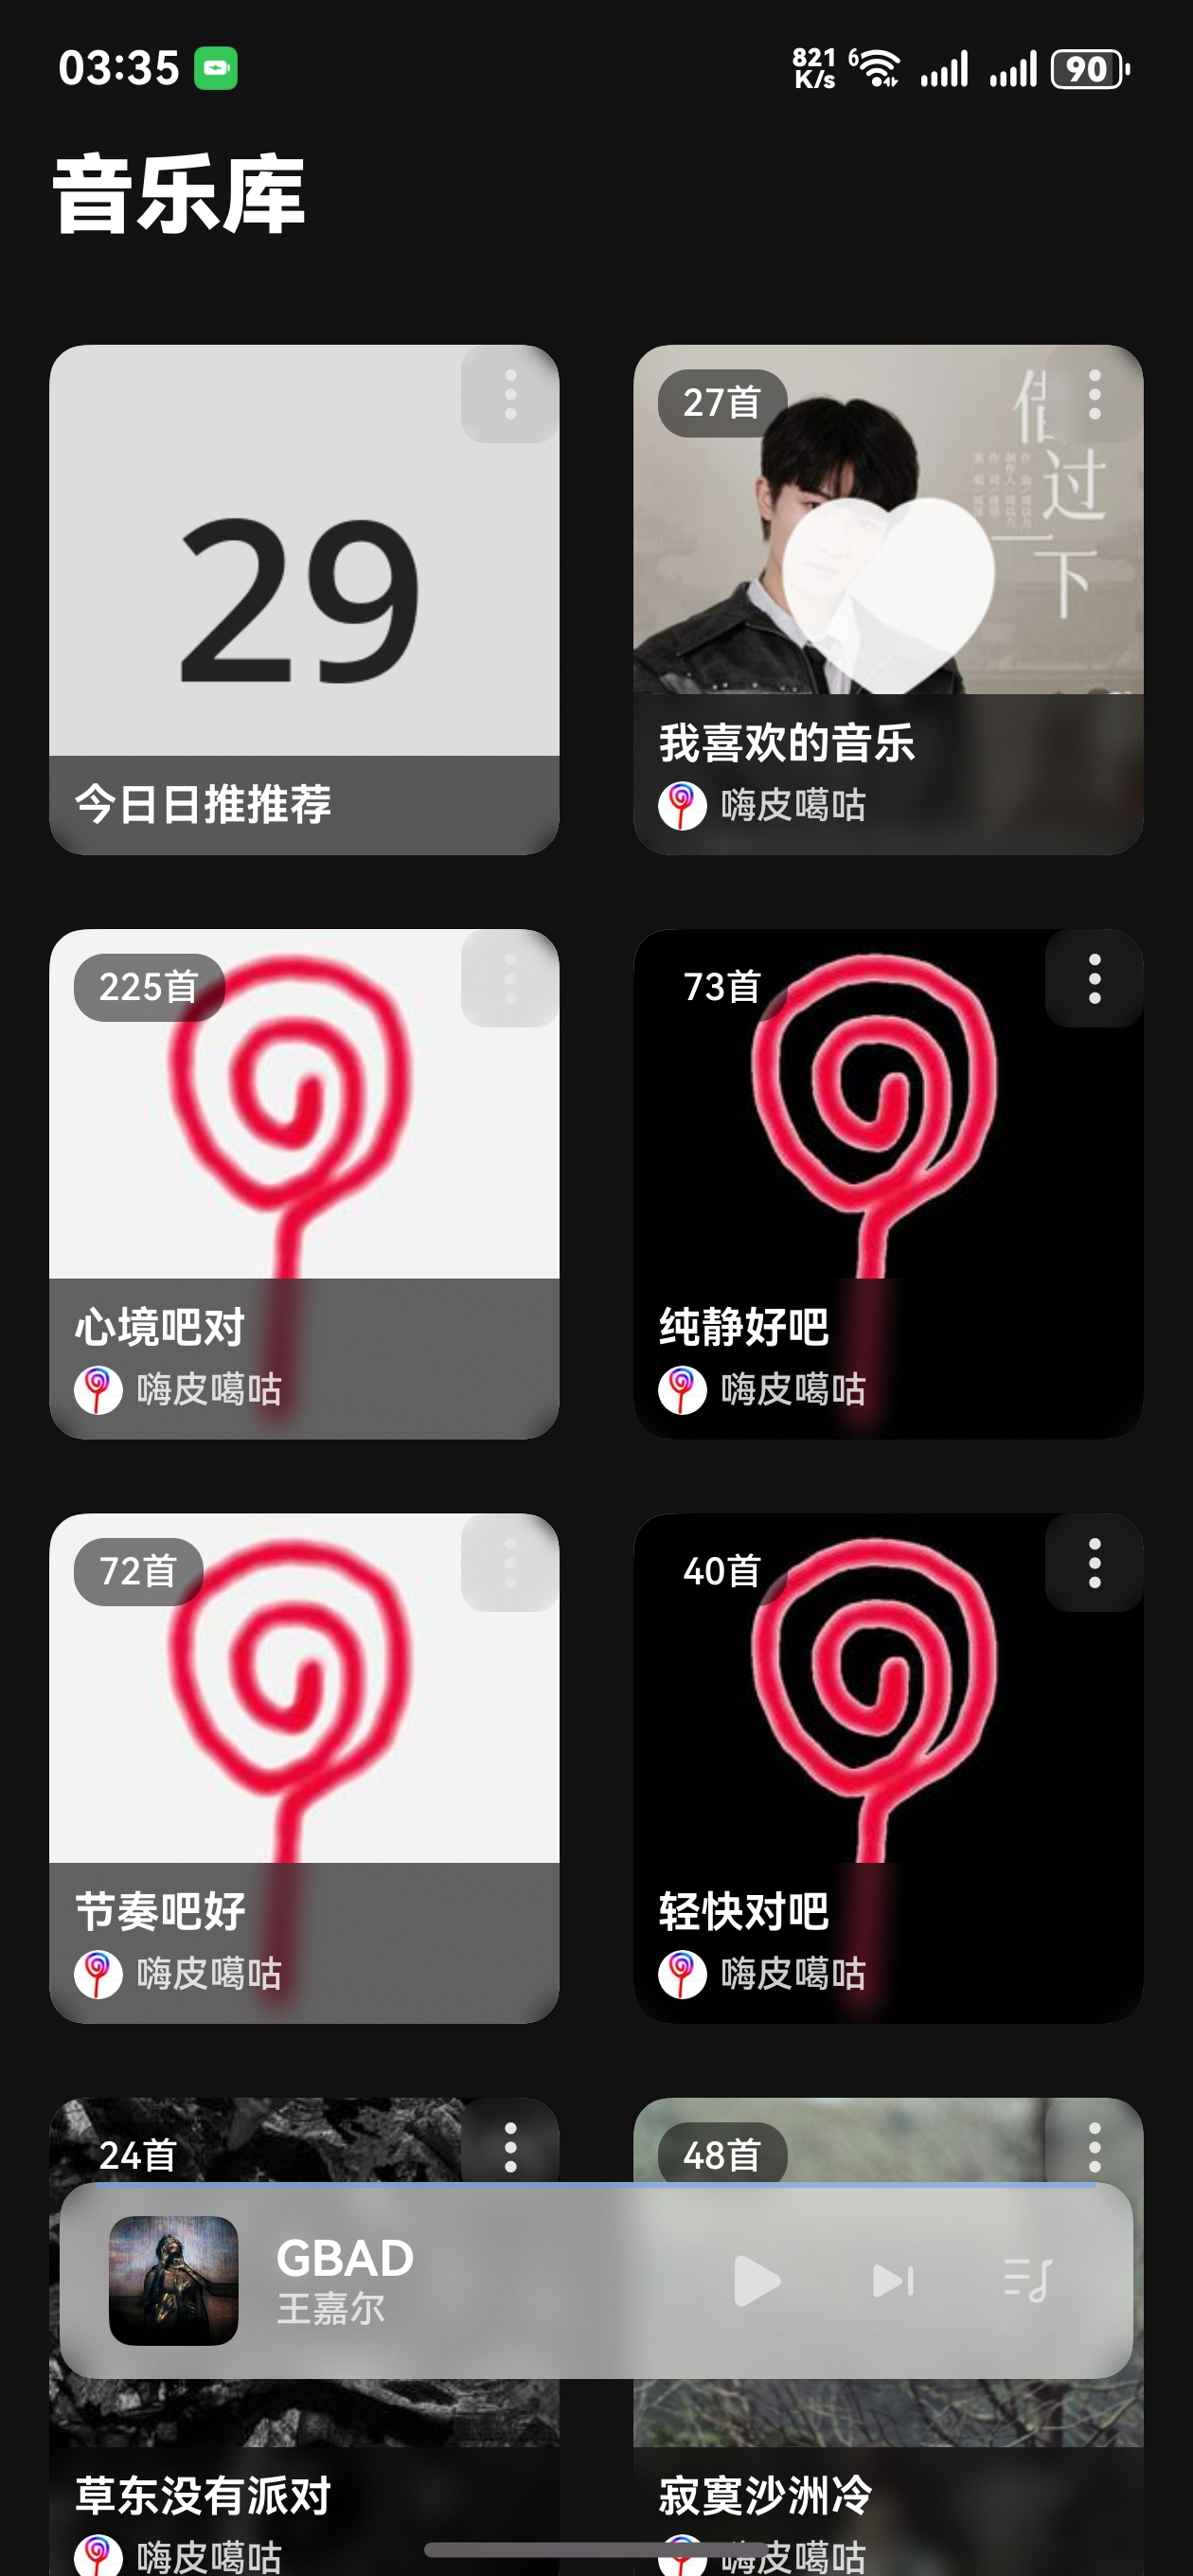 03:35
821 K/s
6
90
音乐库
29
今日日推推荐
27首
过
一
下
我喜欢的音乐
嗨皮噶咕
225首
心境吧对
嗨皮噶咕
73首
纯静好吧
嗨皮噶咕
72首
节奏吧好
嗨皮噶咕
40首
轻快对吧
嗨皮噶咕
24首
48首
GBAD
王嘉尔
草东没有派对
嗨皮噶咕
寂寞沙洲冷
嗨皮噶咕